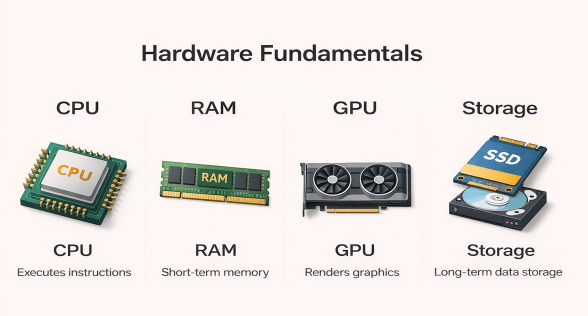 Hardware Fundamentals
CPU
RAM
GPU
Storage
CPU
RAM
SSD
CPU
RAM
GPU
Storage
Executes instructions
Short-term memory
Renders graphics
Long-term data storage